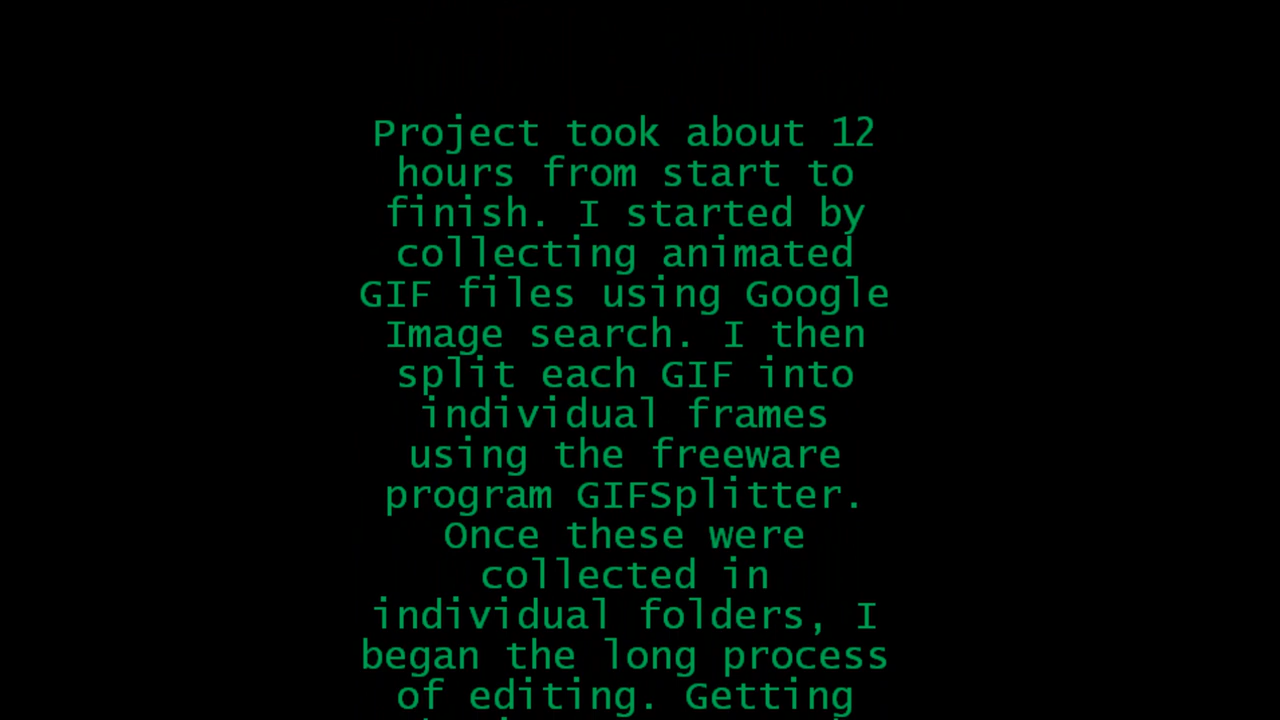 Project took about 12
hours from start to
finish. I started by
collecting animated
GIF files using Google
Image search. I then
split each GIF into
individual frames
using the freeware
program GIFSplitter.
Once these were
collected in
individual folders, I
began the long process
of editing. Getting